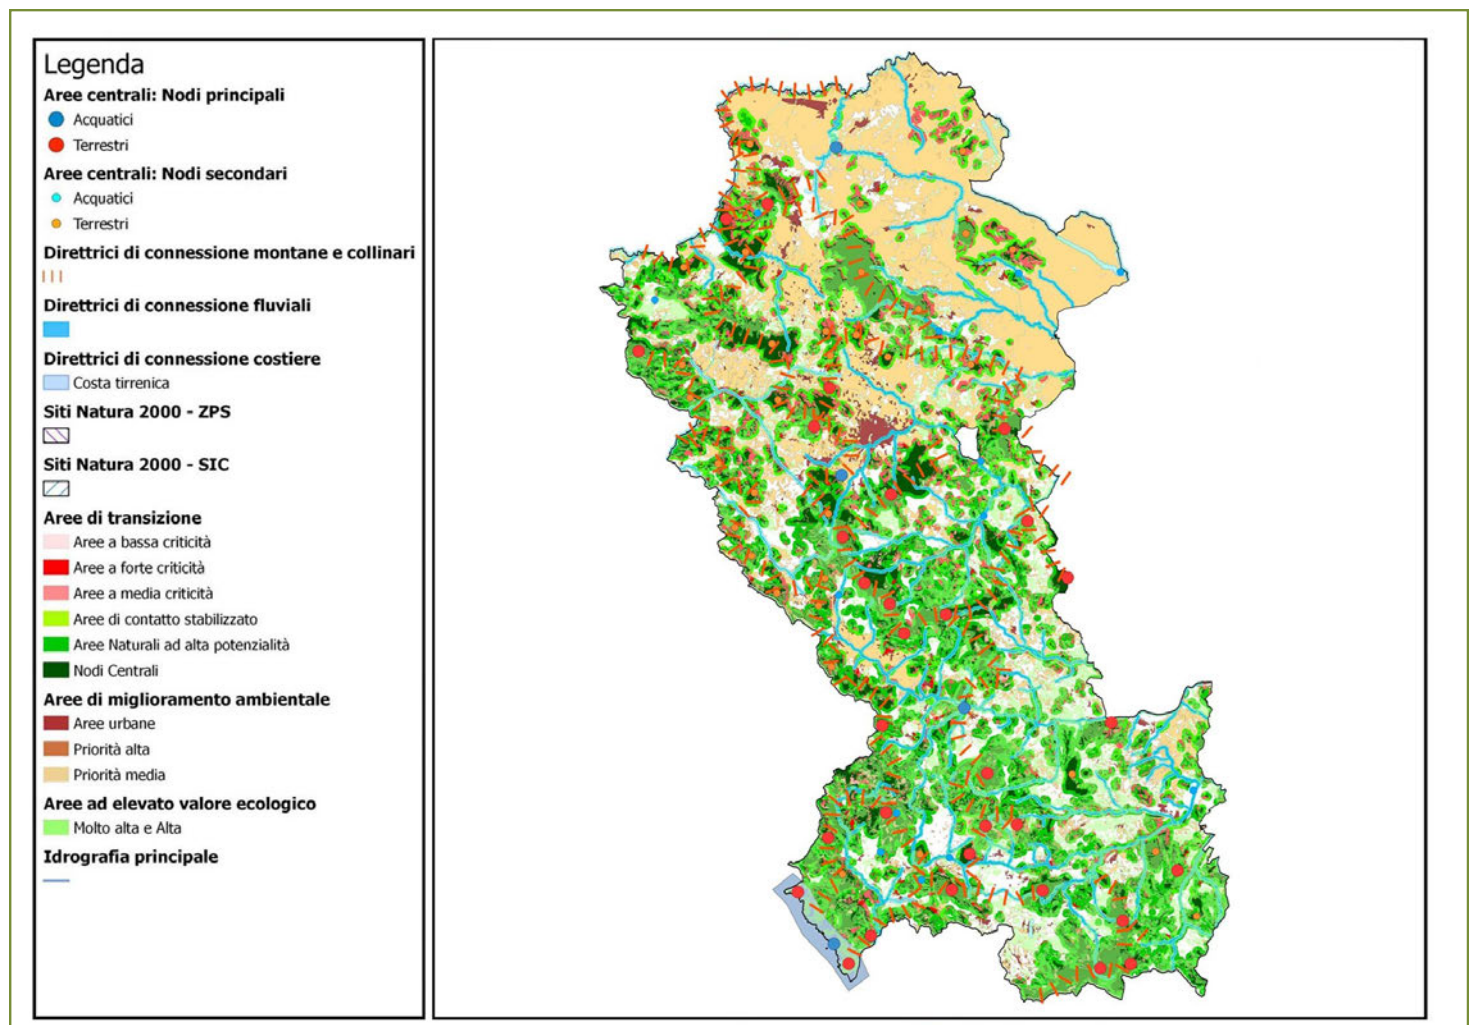 Legenda
Aree centrali: Nodi principali
Acquatici
Terrestri
Aree centrali: Nodi secondari
Acquatici
Terrestri
Direttrici di connessione montane e collinari
Direttrici di connessione fluviali
Direttrici di connessione costiere
Costa tirrenica
Siti Natura 2000 - ZPS
Siti Natura 2000 - SIC
Aree di transizione
Aree a bassa criticità
Aree a forte criticità
Aree a media criticità
Aree di contatto stabilizzato
Aree Naturali ad alta potenzialità
Nodi Centrali
Aree di miglioramento ambientale
Aree urbane
Priorità alta
Priorità media
Aree ad elevato valore ecologico
Molto alta e Alta
Idrografia principale